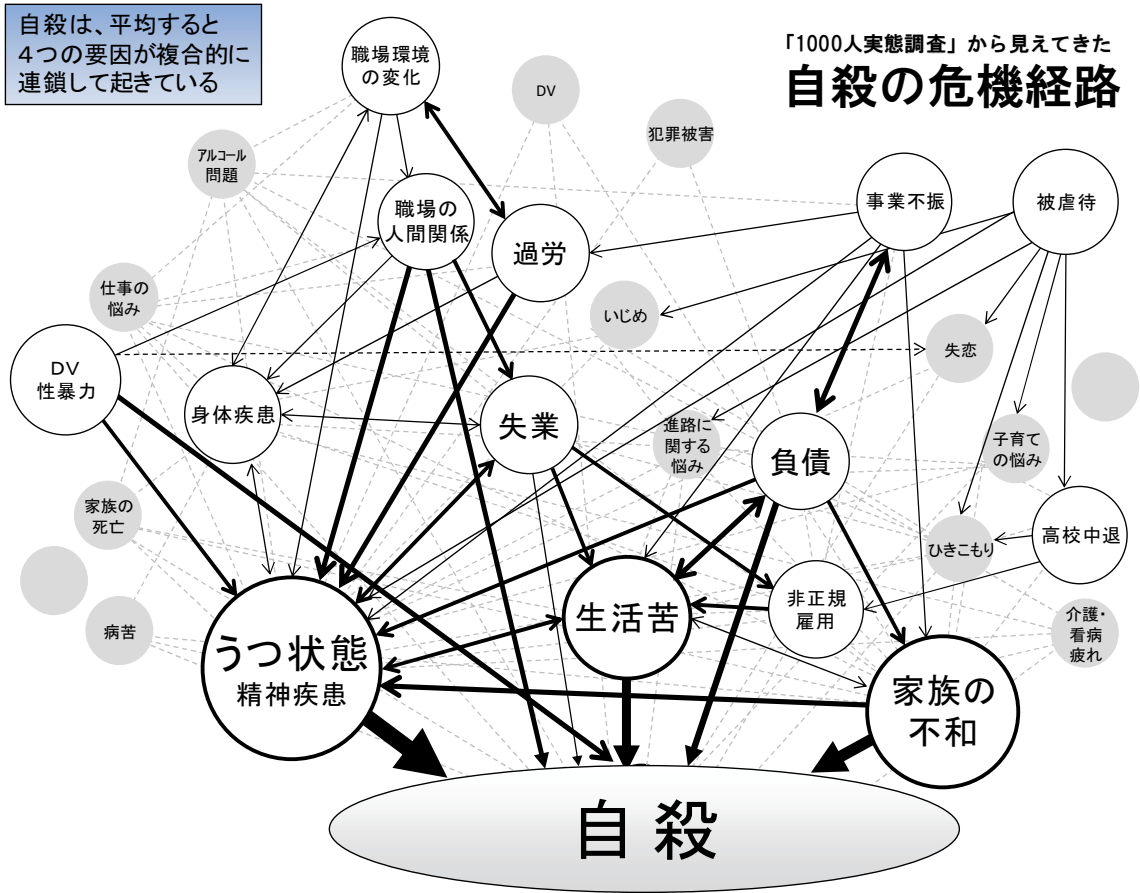 自殺は、平均すると
４つの要因が複合的に
連鎖して起きている
「1000人実態調査」から見えてきた
自殺の危機経路
職場環境
の変化
DV
犯罪被害
アルコール
問題
職場の
人間関係
過労
事業不振
被虐待
仕事の
悩み
いじめ
失恋
DV
性暴力
身体疾患
失業
進路に
関する
悩み
負債
子育て
の悩み
家族の
死亡
ひきこもり
高校中退
病苦
うつ状態
精神疾患
生活苦
非正規
雇用
介護・
看病
疲れ
家族の
不和
自殺